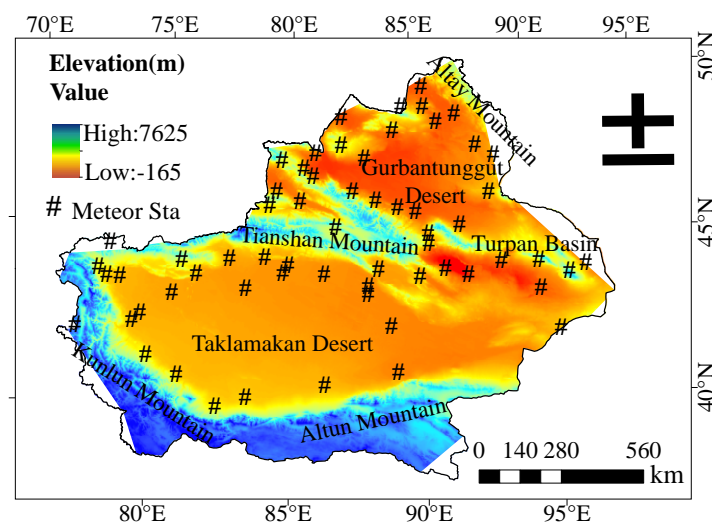 70°E 75°E 80°E 85°E 90°E 95°E
50°N
45°N
40°N
Elevation(m)
Value
High:7625
Low:-165
# Meteor Sta
Altay Mountain
Gurbantunggut
Desert
Tianshan Mountain
Turpan Basin
Taklamakan Desert
Kunlun Mountain
Altun Mountain
0 140 280 560
km
80°E 85°E 90°E 95°E